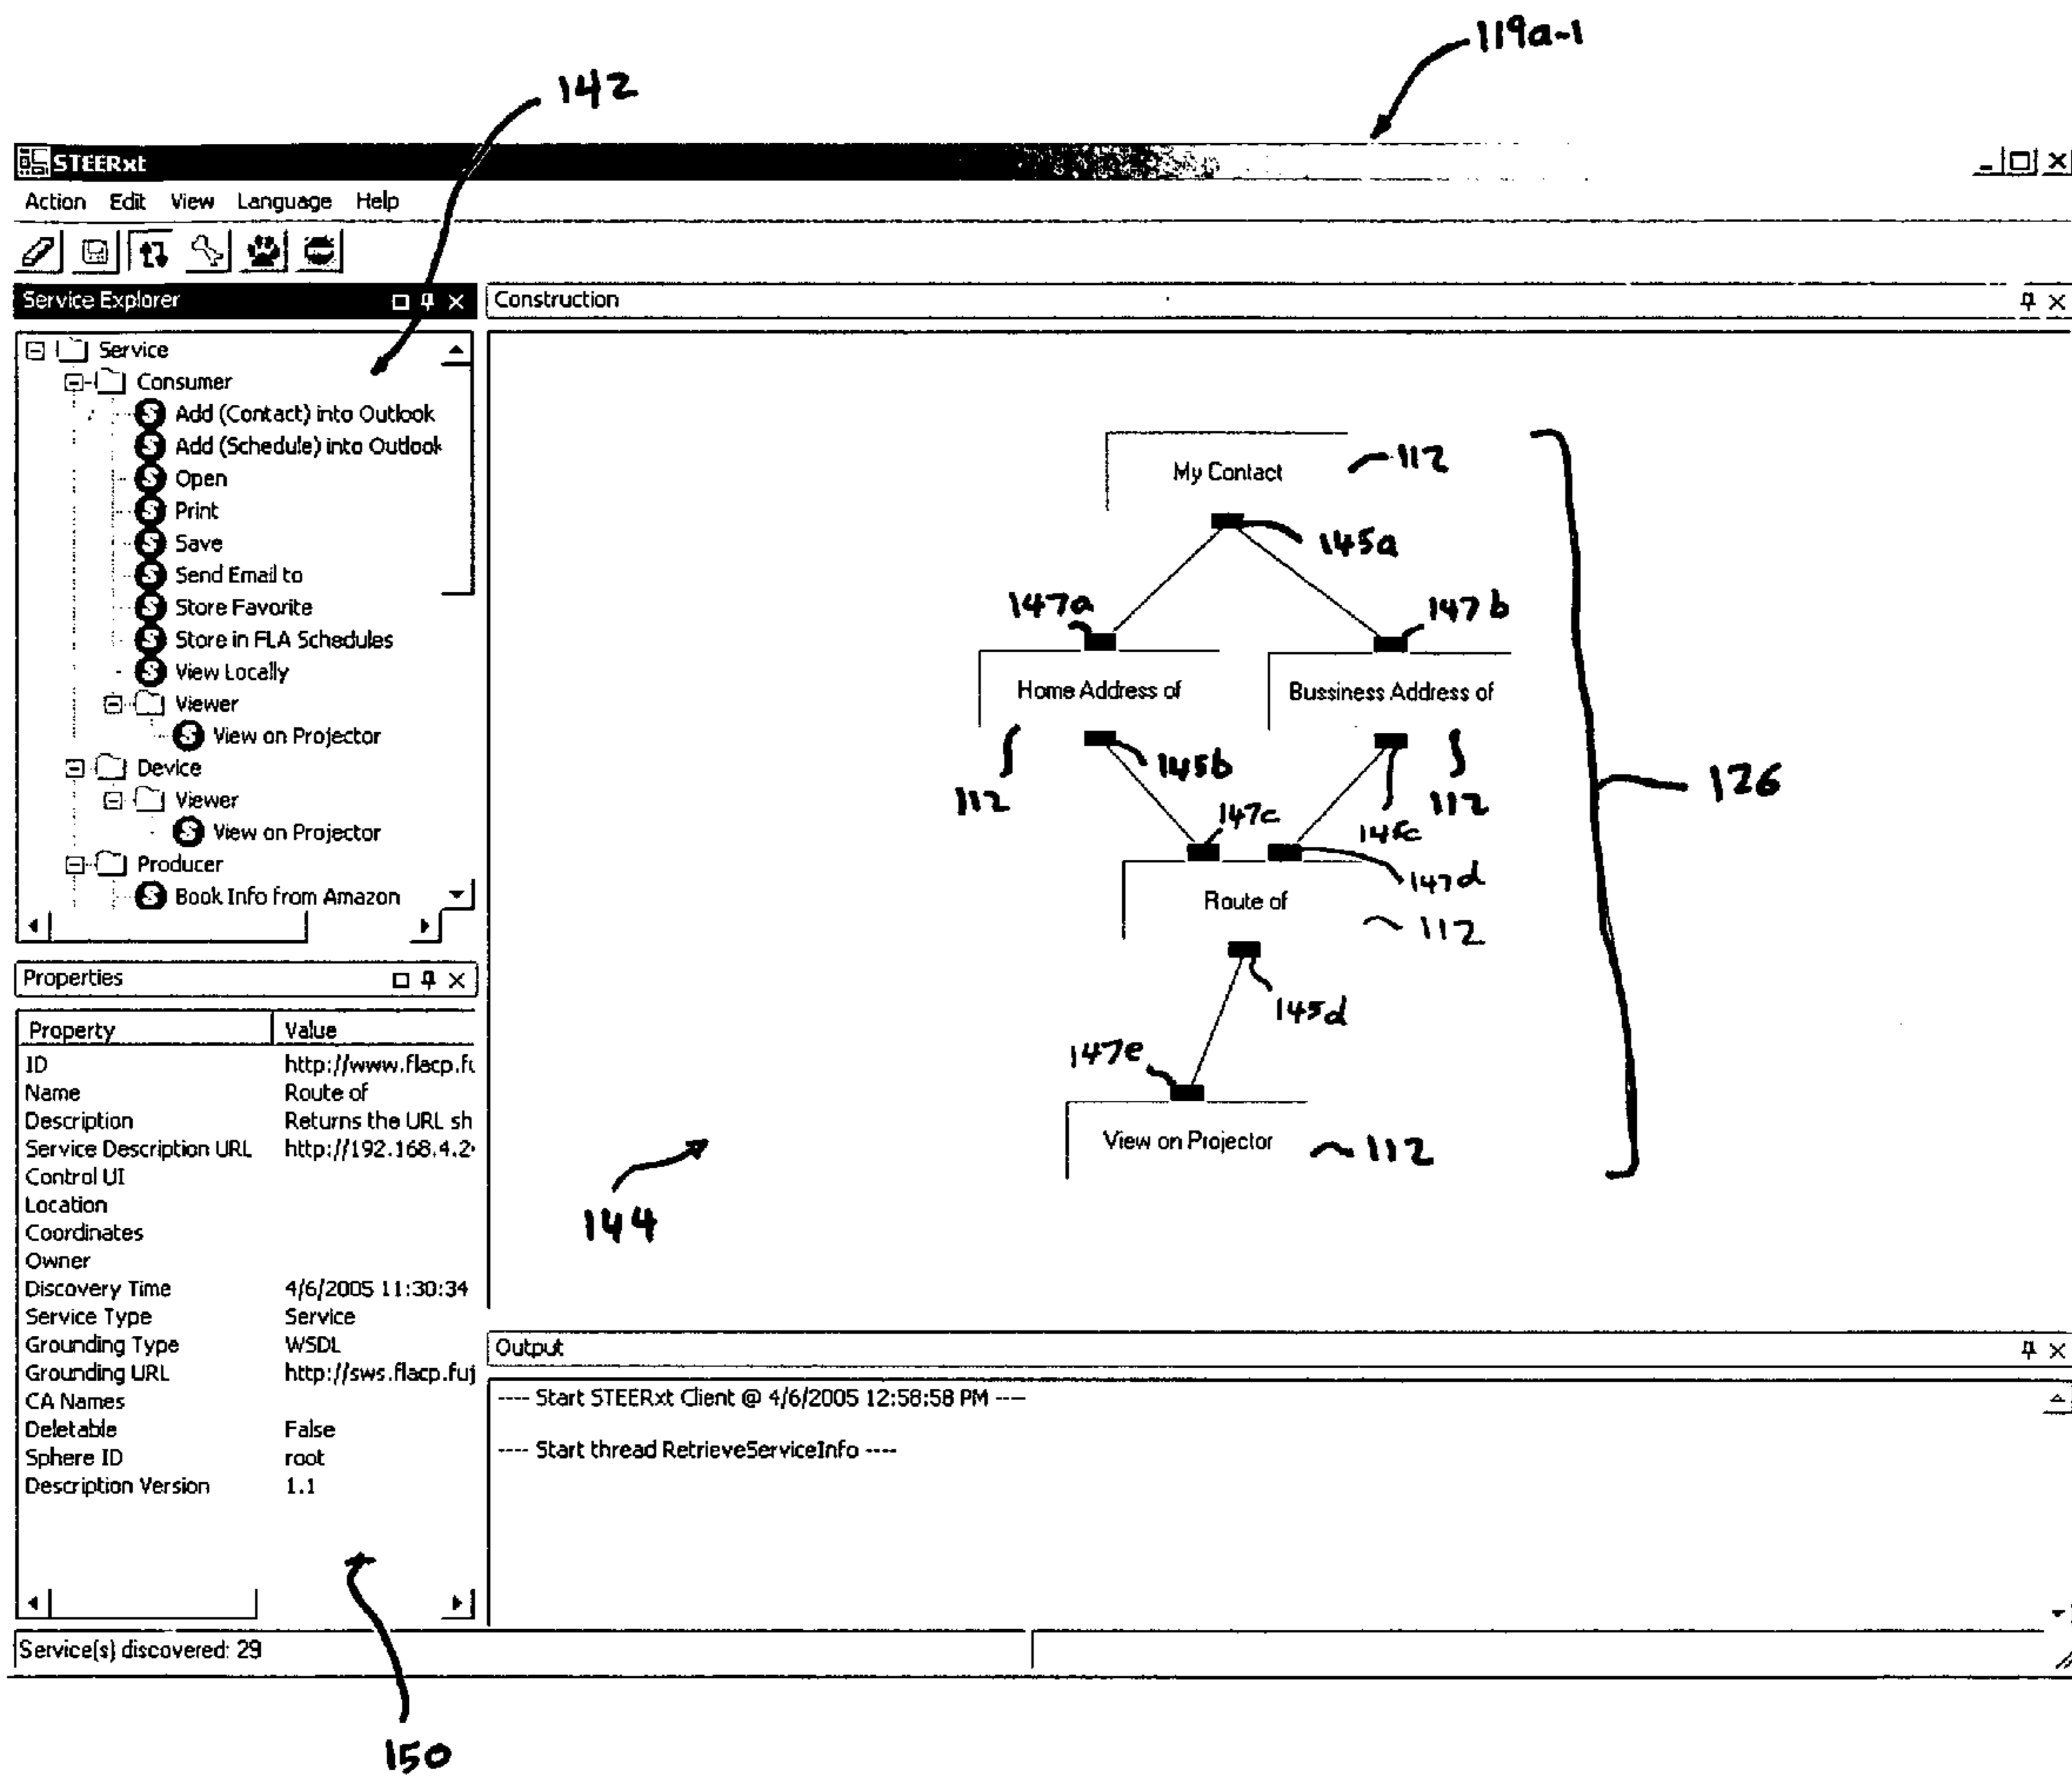 119a-1
142
STEERxt
Action Edit View Language Help
Service Explorer
Construction
Service
Consumer
Add (Contact) into Outlook
Add (Schedule) into Outlook
Open
Print
Save
Send Email to
Store Favorite
Store in FLA Schedules
View Locally
Viewer
View on Projector
Device
Viewer
View on Projector
Producer
Book Info from Amazon
My Contact
112
145a
147a
147b
Home Address of
Bussiness Address of
112
145b
145c
112
126
147c
147d
Route of
112
145d
147e
View on Projector
112
144
Properties
Property Value
ID http://www.flacp.fu
Name Route of
Description Returns the URL sh
Service Description URL http://192.168.4.2
Control UI
Location
Coordinates
Owner
Discovery Time 4/6/2005 11:30:34
Service Type Service
Grounding Type WSDL
Grounding URL http://sws.flacp.fuj
CA Names
Deletable False
Sphere ID root
Description Version 1.1
Output
---- Start STEERxt Client @ 4/6/2005 12:58:58 PM ----
---- Start thread RetrieveServiceInfo ----
Service(s) discovered: 29
150